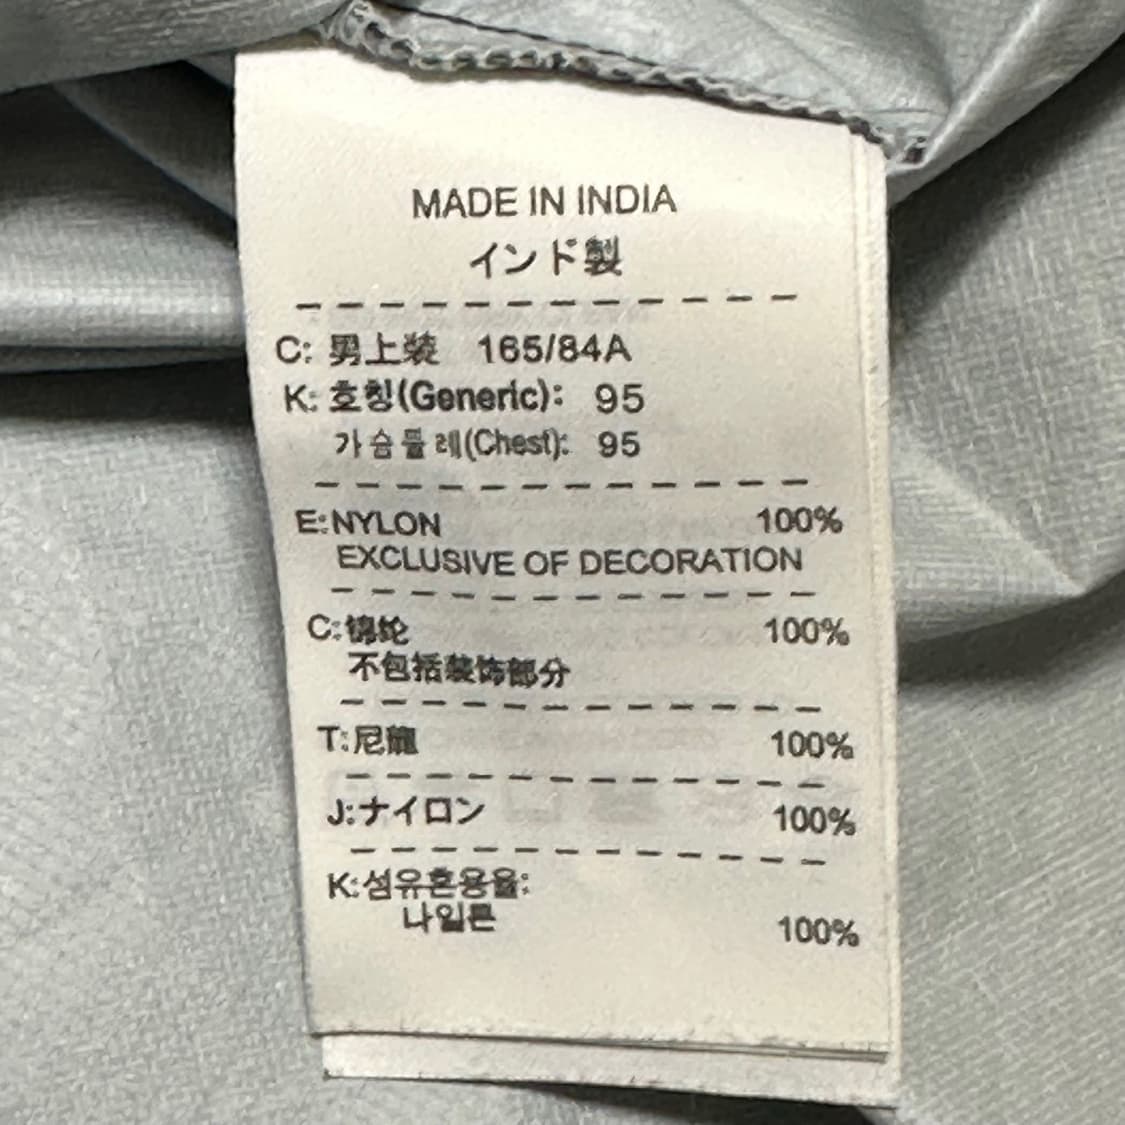 MADE IN INDIA
インド製
C: 男上装 165/84A
K: 호칭(Generic): 95
가슴둘레(Chest): 95
E:NYLON 100%
EXCLUSIVE OF DECORATION
C:锦纶 100%
不包括装饰部分
T:尼龍 100%
J:ナイロン 100%
K:섬유혼용율:
나일론 100%